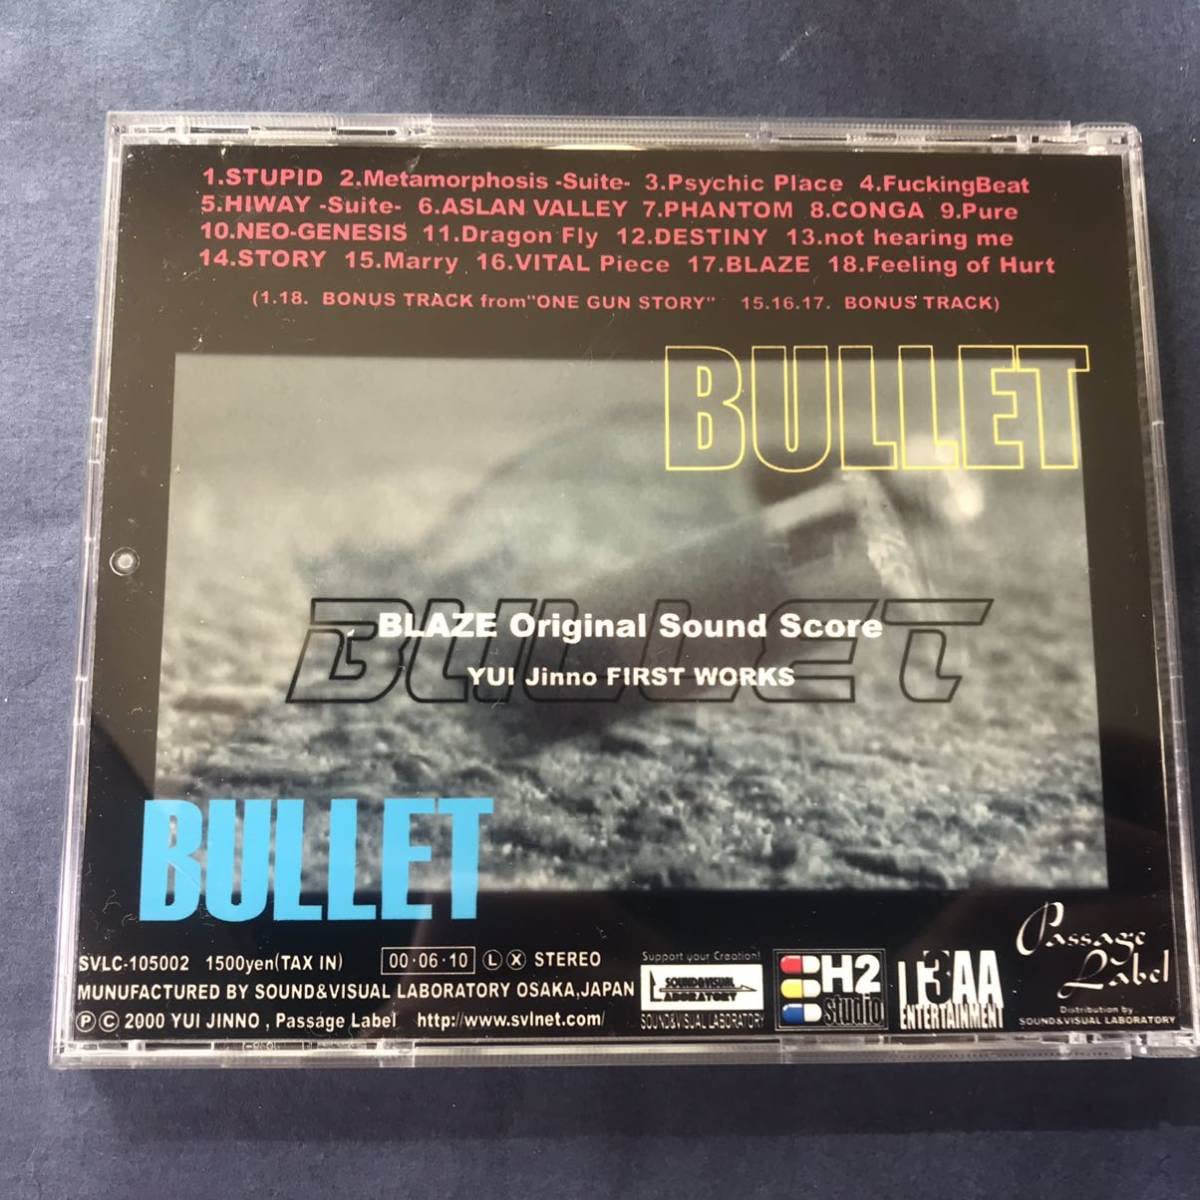 1.STUPID 2.Metamorphosis -Suite- 3.Psychic Place 4.FuckingBeat
5.HIWAY -Suite- 6.ASLAN VALLEY 7.PHANTOM 8.CONGA 9.Pure
10.NEO-GENESIS 11.Dragon Fly 12.DESTINY 13.not hearing me
14.STORY 15.Marry 16.VITAL Piece 17.BLAZE 18.Feeling of Hurt
(1.18. BONUS TRACK from"ONE GUN STORY" 15.16.17. BONUS TRACK)
BULLET
BULLET
BLAZE Original Sound Score
YUI Jinno FIRST WORKS
BULLET
SVLC-105002 1500yen(TAX IN) 00·06·10 L X STEREO
MUNUFACTURED BY SOUND&VISUAL LABORATORY OSAKA,JAPAN
Ⓟ Ⓒ 2000 YUI JINNO , Passage Label http://www.svlnet.com/
Support your Creation!
SOUND&VISUAL
LABORATORY
SOUND&VISUAL LABORATORY
H2
studio
3AA
ENTERTAINMENT
Passage
Label
Distribution by
SOUND&VISUAL LABORATORY